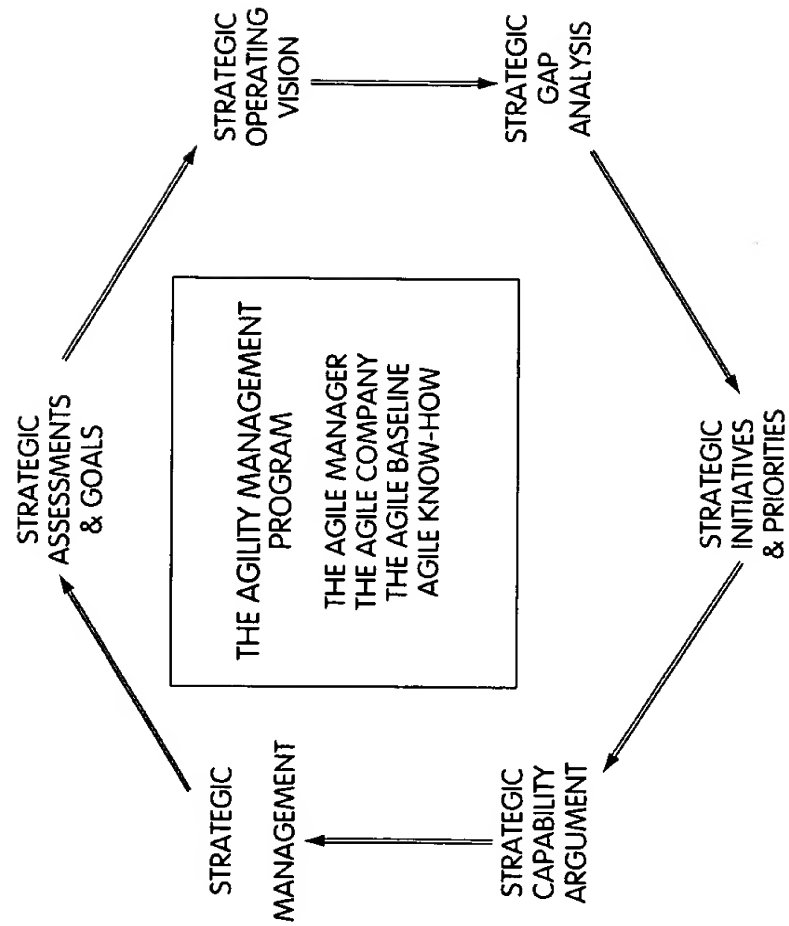 STRATEGIC
ASSESSMENTS
& GOALS
STRATEGIC
OPERATING
VISION
STRATEGIC
GAP
ANALYSIS
STRATEGIC
INITIATIVES
& PRIORITIES
STRATEGIC
CAPABILITY
ARGUMENT
STRATEGIC
MANAGEMENT
THE AGILITY MANAGEMENT
PROGRAM
THE AGILE MANAGER
THE AGILE COMPANY
THE AGILE BASELINE
AGILE KNOW-HOW